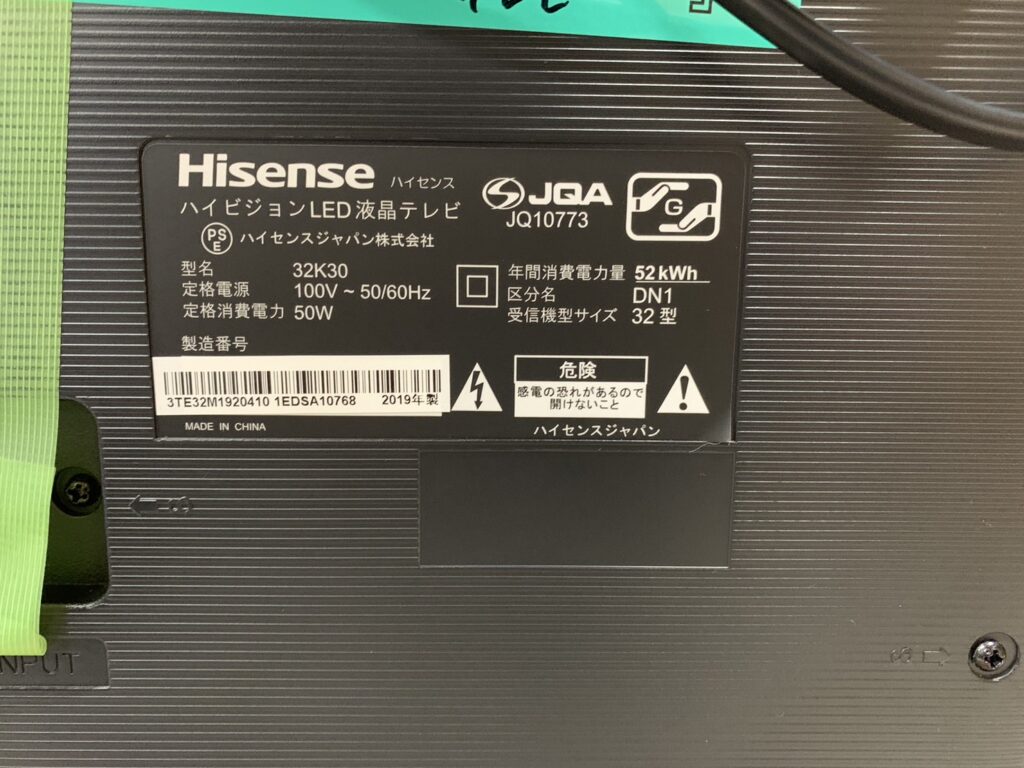 Hisense ハイセンス
ハイビジョンLED液晶テレビ
PS
E
ハイセンスジャパン株式会社
JQA
JQ10773
G
型名 32K30
定格電源 100V ~ 50/60Hz
定格消費電力 50W
年間消費電力量 52kWh
区分名 DN1
受信機型サイズ 32型
製造番号
3TE32M1920410 1EDSA10768 2019年製
MADE IN CHINA
危険
感電の恐れがあるので
開けないこと
ハイセンスジャパン
NPUT